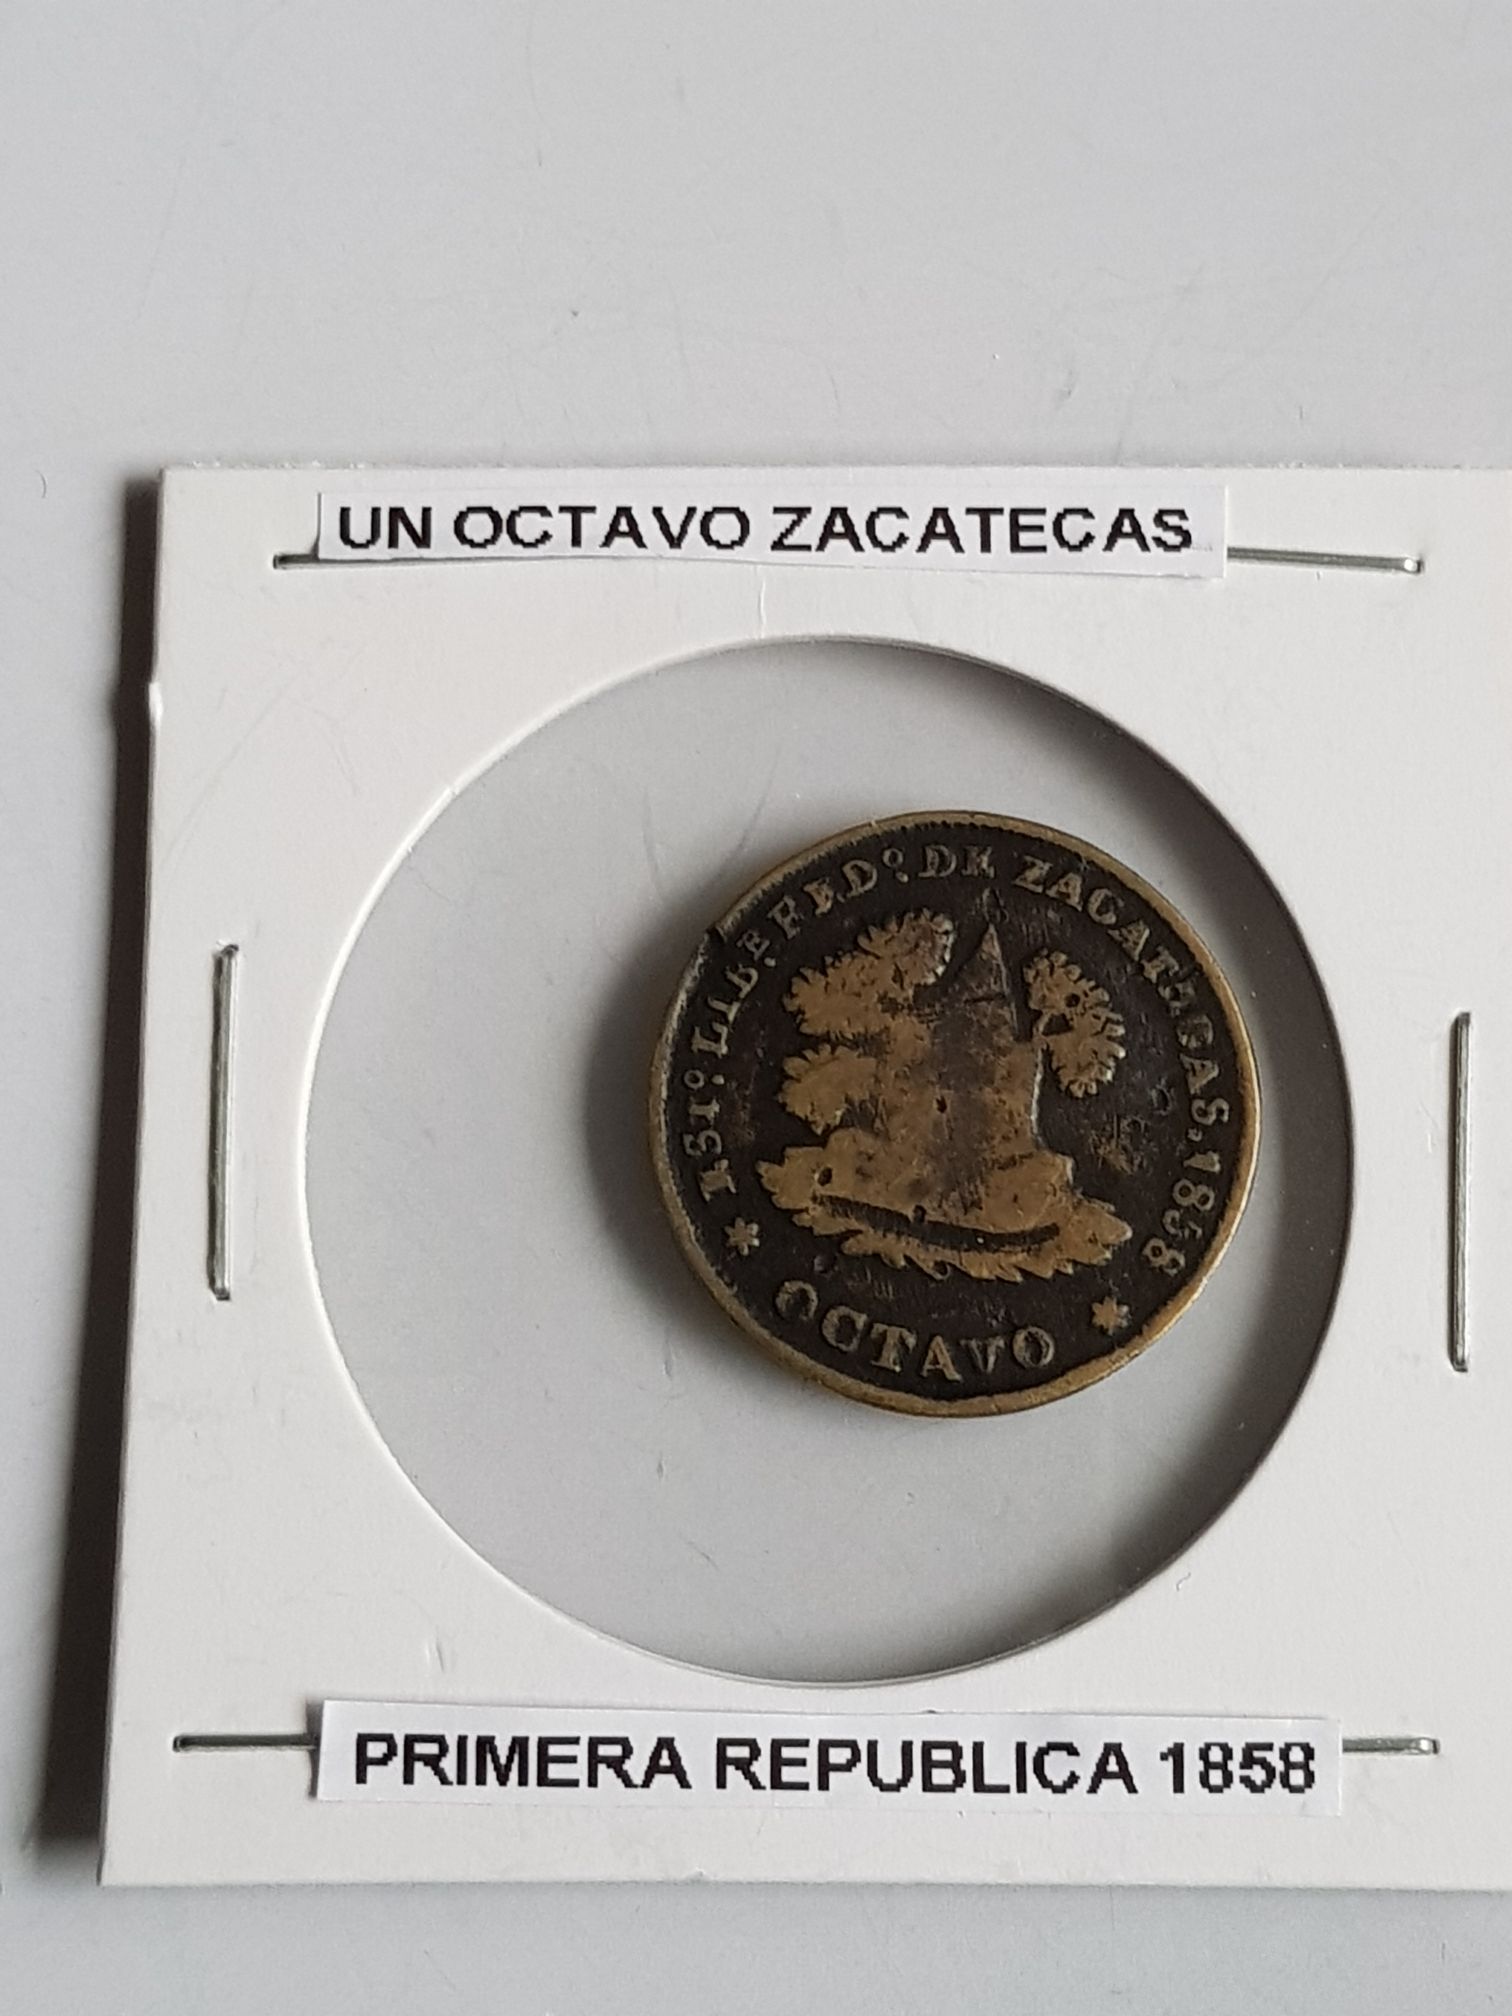 UN OCTAVO ZACATECAS
ESTº. LIBE. FEDº. DE ZACATECAS. 1858
OCTAVO
PRIMERA REPUBLICA 1858